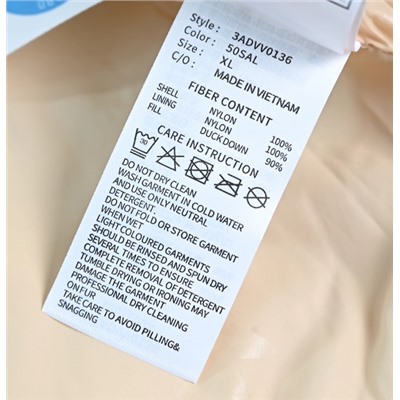 Style : 3ADVV0136
Color : 50SAL
Size : XL
C/O : MADE IN VIETNAM
FIBER CONTENT
SHELL NYLON 100%
LINING NYLON 100%
FILL DUCK DOWN 90%
CARE INSTRUCTION
30
DO NOT DRY CLEAN
WASH GARMENT IN COLD WATER
AND USE ONLY NEUTRAL
DETERGENT.
DO NOT FOLD OR STORE GARMENT
WHEN WET
LIGHT COLOURED GARMENTS
SHOULD BE RINSED AND SPUN DRY
SEVERAL TIMES TO ENSURE
COMPLETE REMOVAL OF DETERGENT
TUMBLE DRYING OR IRONING MAY
DAMAGE THE GARMENT
PROFESSIONAL DRY CLEANING
ON FUR
TAKE CARE TO AVOID PILLING&
SNAGGING